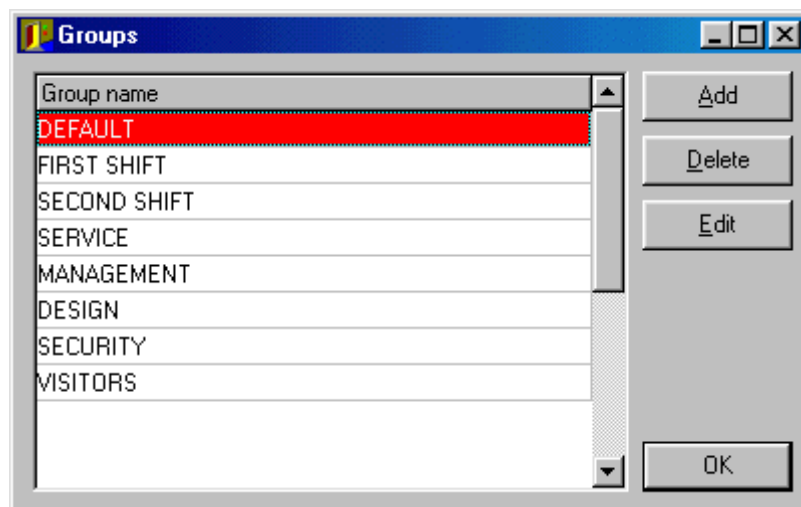 Groups
Group name
DEFAULT
FIRST SHIFT
SECOND SHIFT
SERVICE
MANAGEMENT
DESIGN
SECURITY
VISITORS
Add
Delete
Edit
OK